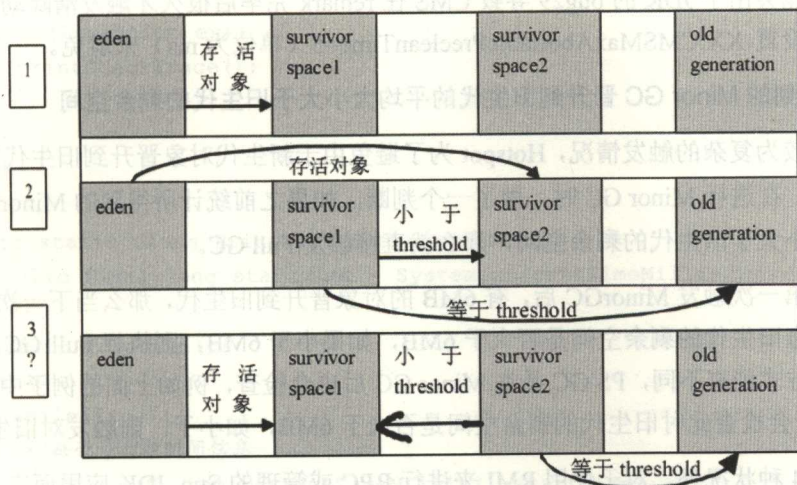 1
eden
存活
对象
survivor
space1
survivor
space2
old
generation
存活对象
2
eden
survivor
space1
小于
threshold
survivor
space2
old
generation
等于 threshold
3
?
eden
存活
对象
survivor
space1
小于
threshold
survivor
space2
old
generation
等于 threshold